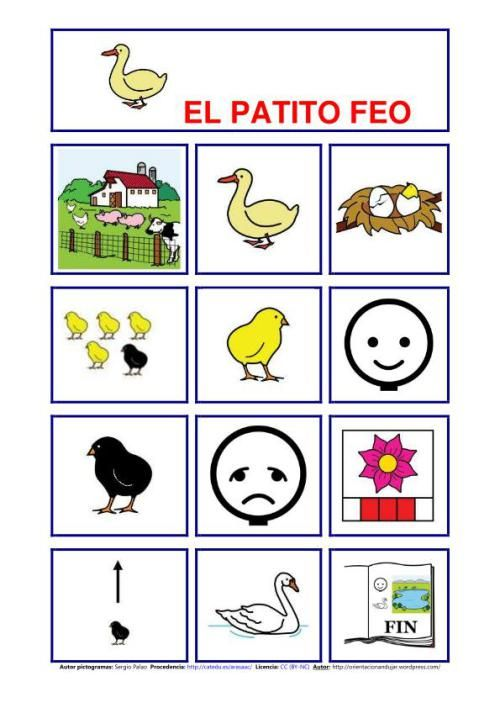 EL PATITO FEO
FIN
Autor pictogramas: Sergio Palao Procedencia: http://catedu.es/arasaac/ Licencia: CC (BY-NC) Autor: http://orientacionandujar.wordpress.com/